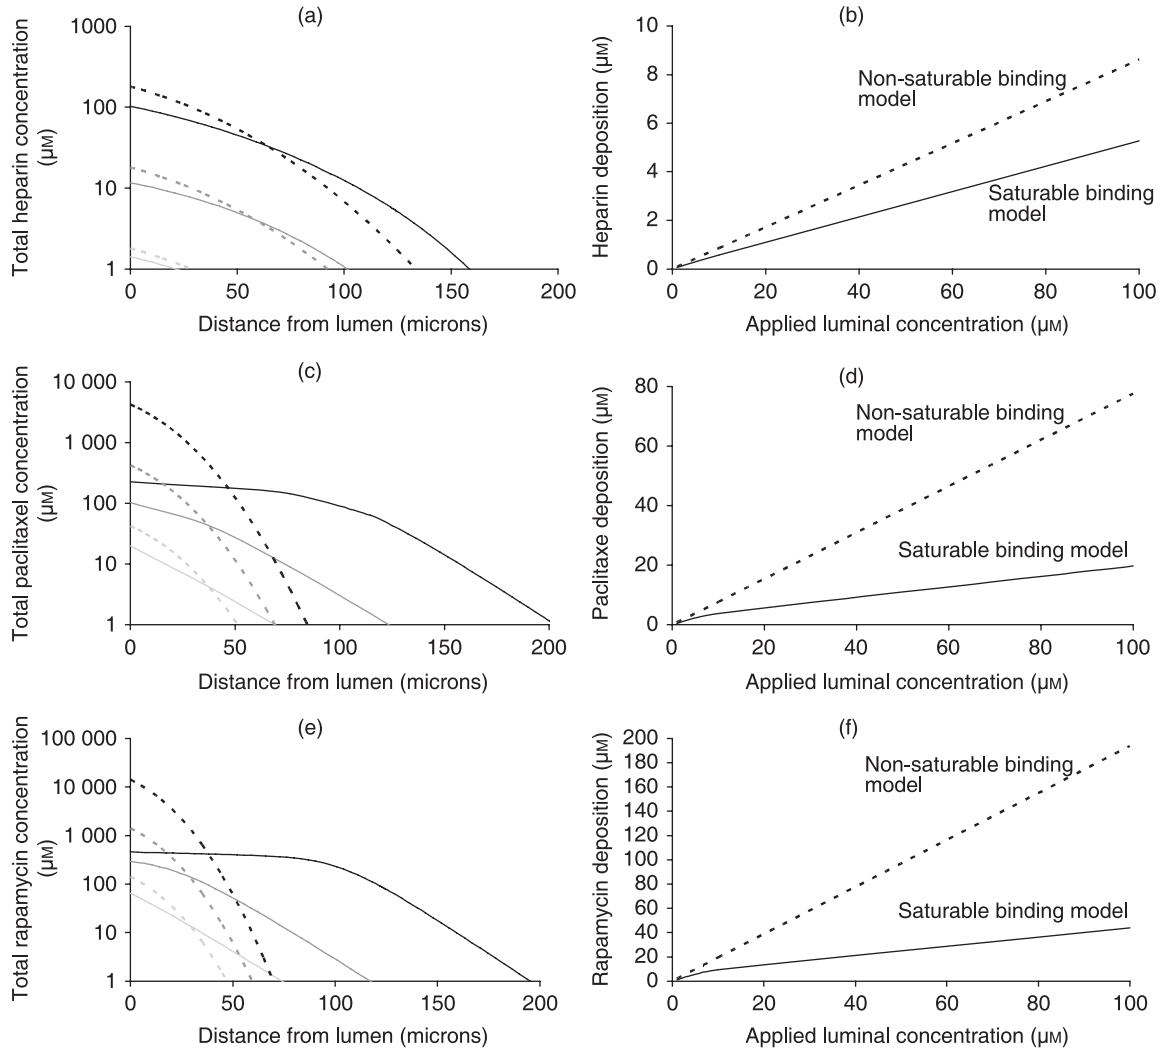 (a)
Total heparin concentration
(µM)
1000
100
10
1
0
50
100
150
200
Distance from lumen (microns)
(b)
Heparin deposition (µM)
10
8
6
4
2
0
Non-saturable binding
model
Saturable binding
model
0
20
40
60
80
100
Applied luminal concentration (µM)
(c)
Total paclitaxel concentration
(µM)
10 000
1 000
100
10
1
0
50
100
150
200
Distance from lumen (microns)
(d)
Paclitaxe deposition (µM)
80
60
40
20
0
Non-saturable binding
model
Saturable binding model
0
20
40
60
80
100
Applied luminal concentration (µM)
(e)
Total rapamycin concentration
(µM)
100 000
10 000
1 000
100
10
1
0
50
100
150
200
Distance from lumen (microns)
(f)
Rapamycin deposition (µM)
200
180
160
140
120
100
80
60
40
20
0
Non-saturable binding
model
Saturable binding model
0
20
40
60
80
100
Applied luminal concentration (µM)